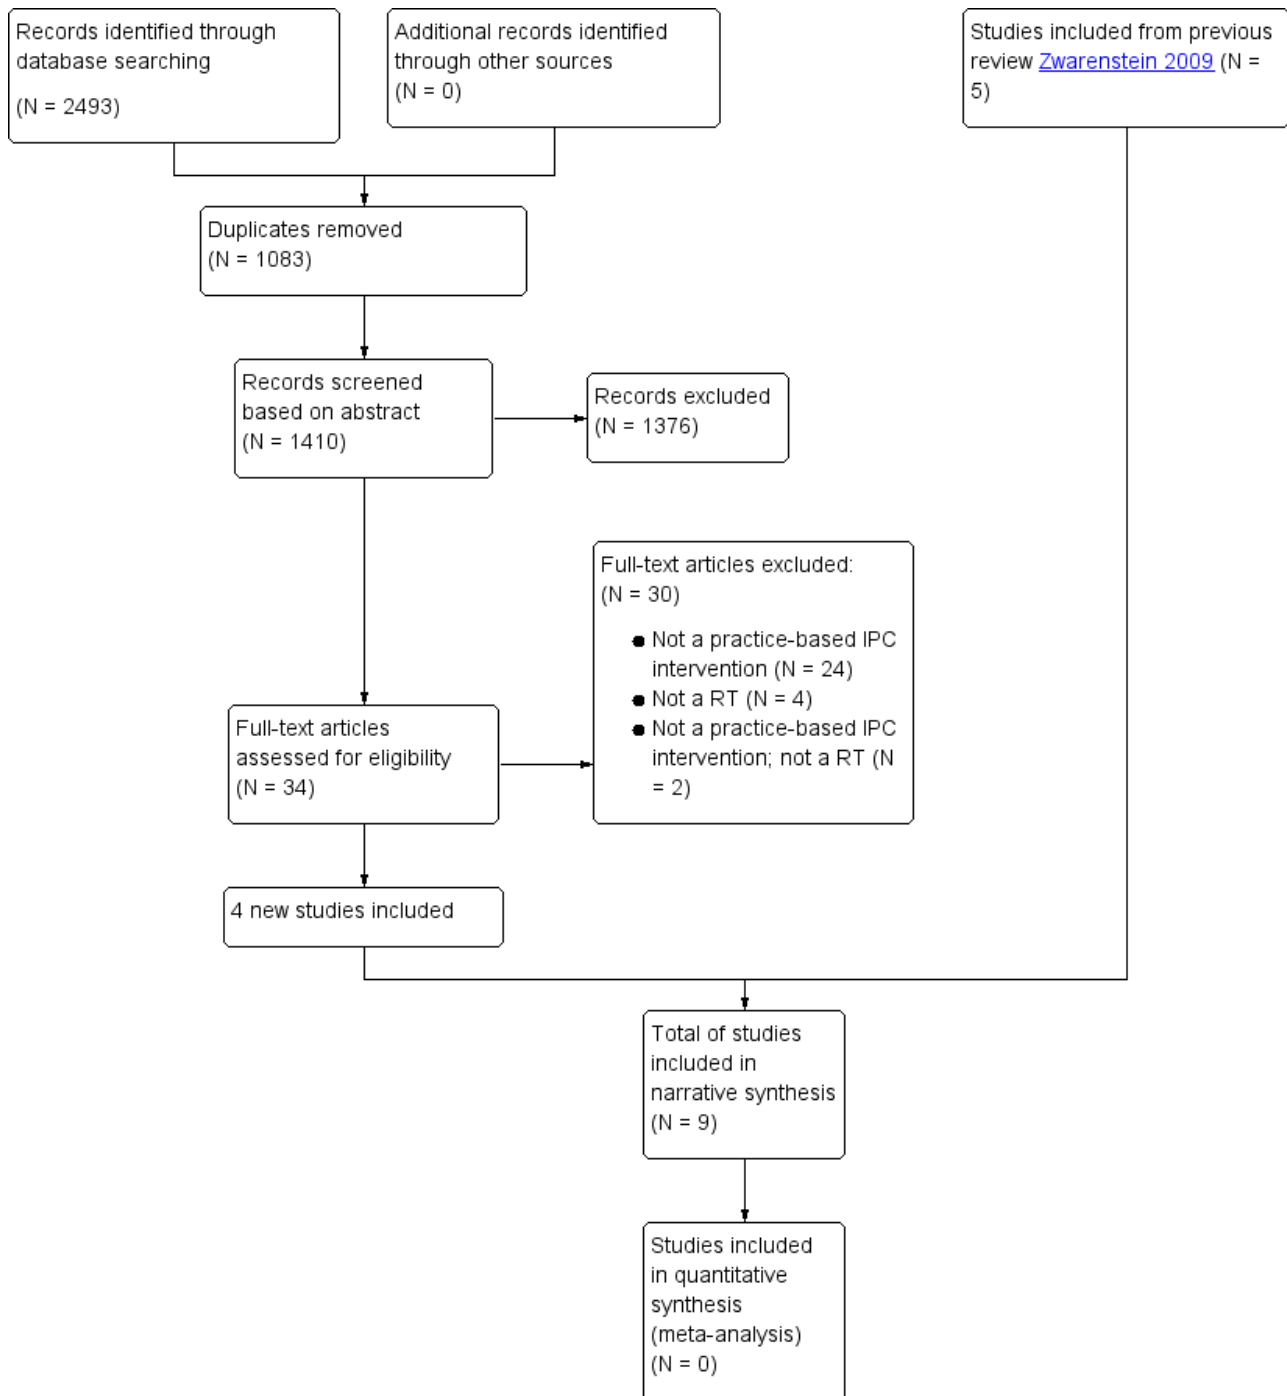 Records identified through
database searching
(N = 2493)
Additional records identified
through other sources
(N = 0)
Studies included from previous
review Zwarenstein 2009 (N =
5)
Duplicates removed
(N = 1083)
Records screened
based on abstract
(N = 1410)
Records excluded
(N = 1376)
Full-text articles excluded:
(N = 30)
● Not a practice-based IPC
intervention (N = 24)
● Not a RT (N = 4)
● Not a practice-based IPC
intervention; not a RT (N
= 2)
Full-text articles
assessed for eligibility
(N = 34)
4 new studies included
Total of studies
included in
narrative synthesis
(N = 9)
Studies included
in quantitative
synthesis
(meta-analysis)
(N = 0)